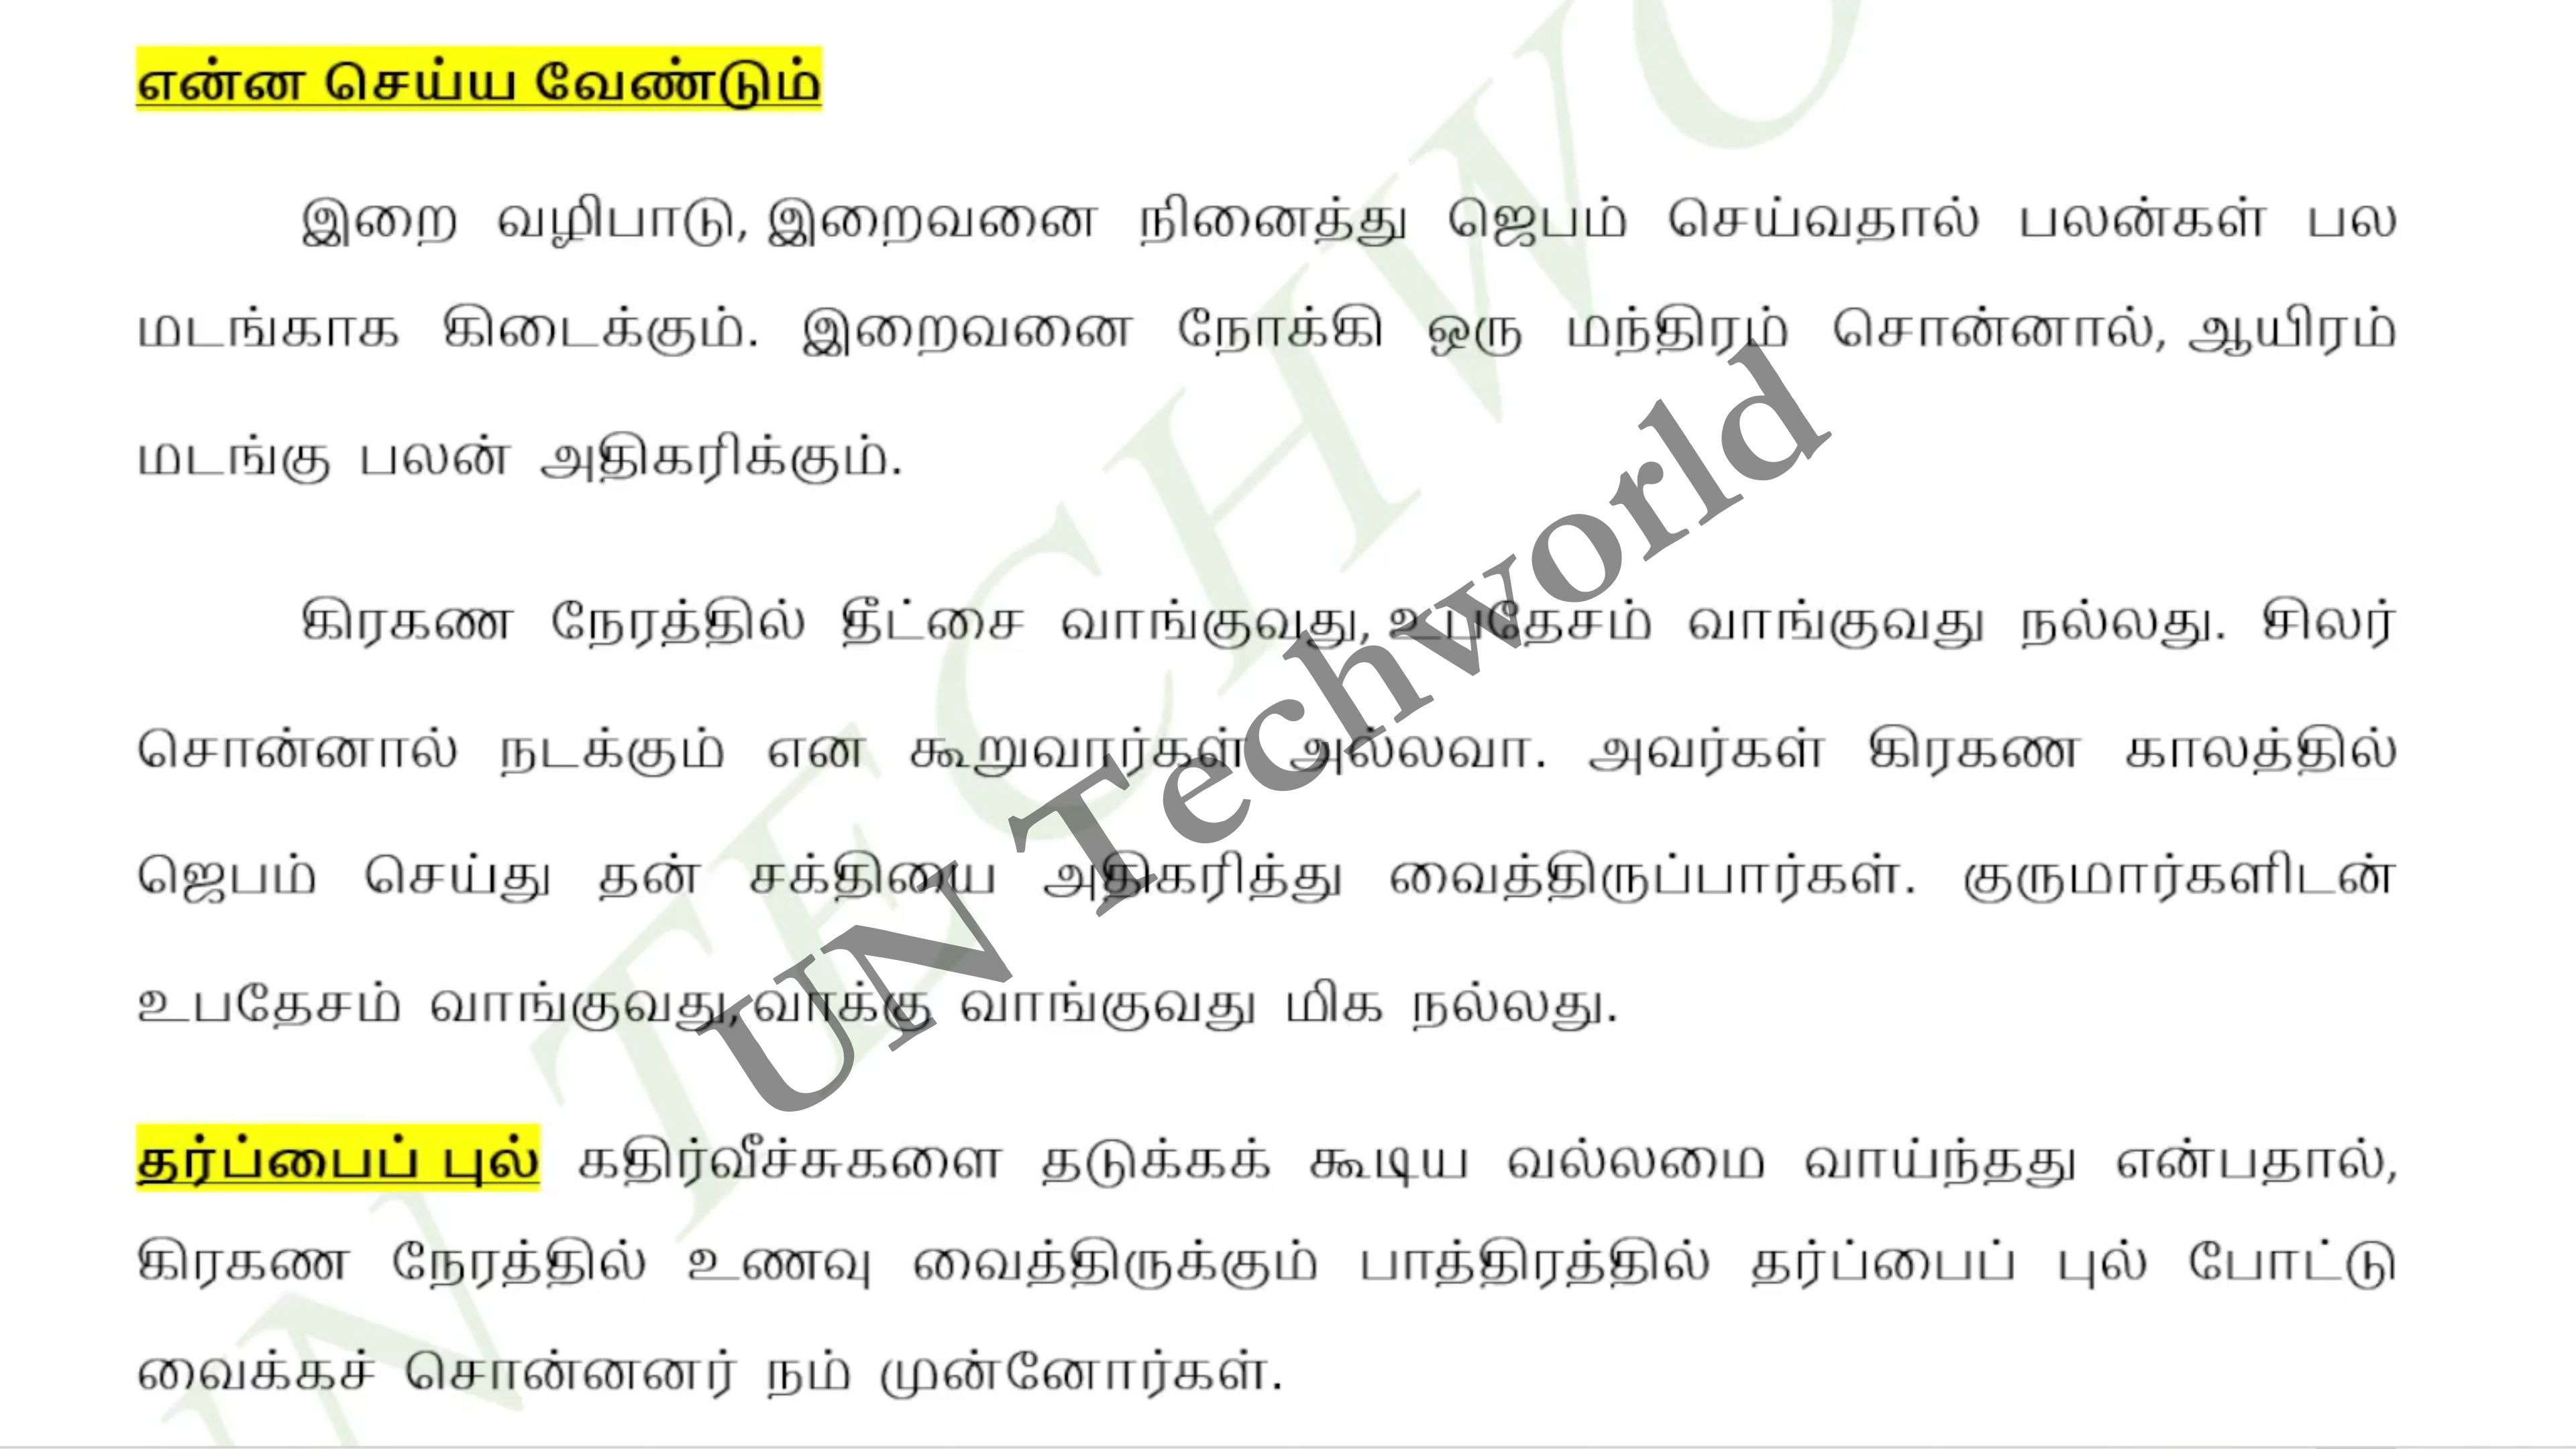 என்ன செய்ய வேண்டும்
இறை வழிபாடு, இறைவனை நினைத்து ஜெபம் செய்வதால் பலன்கள் பல
மடங்காக கிடைக்கும். இறைவனை நோக்கி ஒரு மந்திரம் சொன்னால், ஆயிரம்
மடங்கு பலன் அதிகரிக்கும்.
கிரகண நேரத்தில் தீட்சை வாங்குவது, உபதேசம் வாங்குவது நல்லது. சிலர்
சொன்னால் நடக்கும் என கூறுவார்கள் அல்லவா. அவர்கள் கிரகண காலத்தில்
ஜெபம் செய்து தன் சக்தியை அதிகரித்து வைத்திருப்பார்கள். குருமார்களிடன்
உபதேசம் வாங்குவது, வாக்கு வாங்குவது மிக நல்லது.
தர்ப்பைப் புல் கதிர்வீச்சுகளை தடுக்கக் கூடிய வல்லமை வாய்ந்தது என்பதால்,
கிரகண நேரத்தில் உணவு வைத்திருக்கும் பாத்திரத்தில் தர்ப்பைப் புல் போட்டு
வைக்கச் சொன்னனர் நம் முன்னோர்கள்.
UN Techworld
UN TECHWO